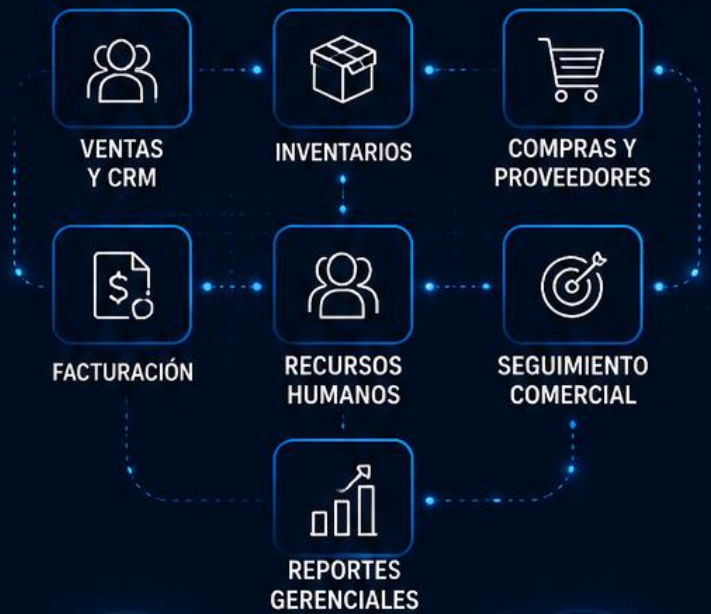 VENTAS
Y CRM
INVENTARIOS
COMPRAS Y
PROVEEDORES
$
FACTURACIÓN
RECURSOS
HUMANOS
SEGUIMIENTO
COMERCIAL
REPORTES
GERENCIALES